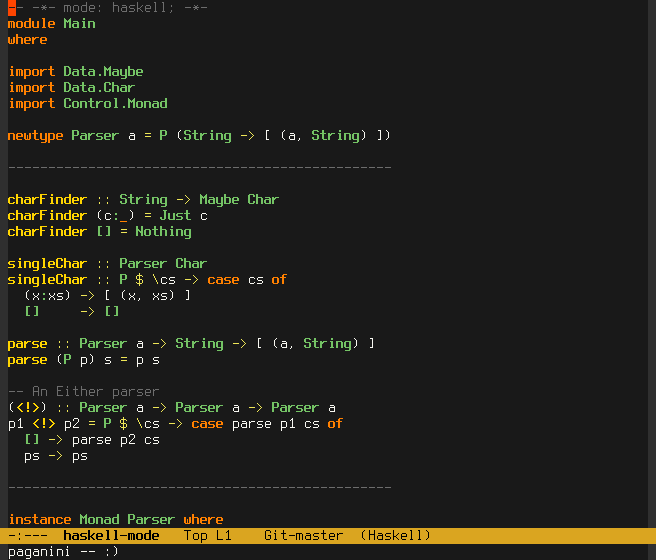 -- -*- mode: haskell; -*-
module Main
where
import Data.Maybe
import Data.Char
import Control.Monad
newtype Parser a = P (String -> [ (a, String) ])
------------------------------------------------
charFinder :: String -> Maybe Char
charFinder (c:_) = Just c
charFinder [] = Nothing
singleChar :: Parser Char
singleChar :: P $ \cs -> case cs of
  (x:xs) -> [ (x, xs) ]
  []     -> []
parse :: Parser a -> String -> [ (a, String) ]
parse (P p) s = p s
-- An Either parser
(<!>) :: Parser a -> Parser a -> Parser a
p1 <!> p2 = P $ \cs -> case parse p1 cs of
  [] -> parse p2 cs
  ps -> ps
------------------------------------------------
instance Monad Parser where
-:---  haskell-mode   Top L1    Git-master  (Haskell)
paganini -- :)